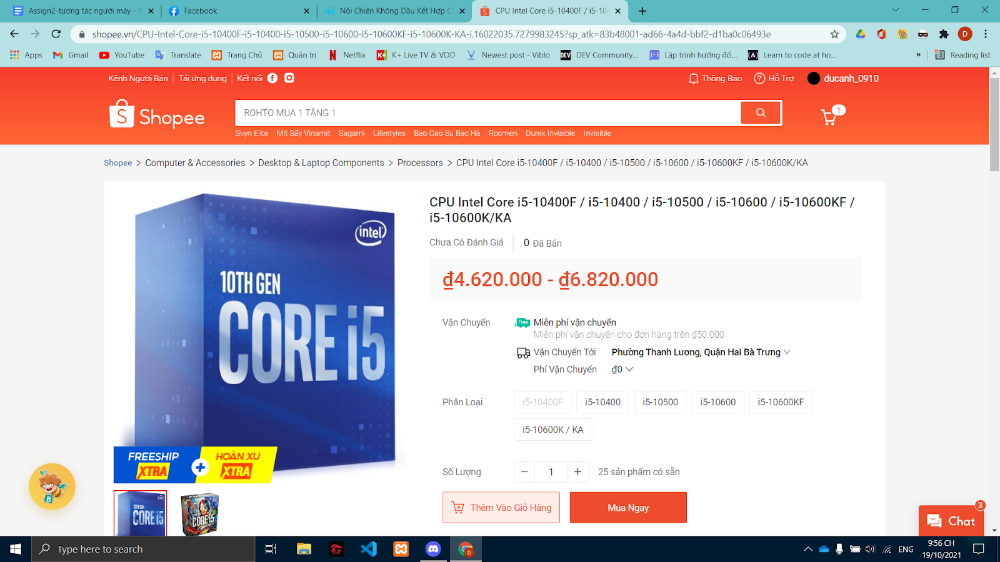 Assign2-tương tác người máy - G
Facebook
Nồi Chiên Không Dầu Kết Hợp C
CPU Intel Core i5-10400F / i5-10
shopee.vn/CPU-Intel-Core-i5-10400F-i5-10400-i5-10500-i5-10600-i5-10600KF-i5-10600K-KA-i.16022035.7279983245?sp_atk=83b48001-ad66-4a4d-bbf2-d1ba0c06493e
D
Apps
Gmail
YouTube
Translate
Trang Chủ
Quản trị
Netflix
K+ Live TV & VOD
Newest post - Viblo
DEV Community...
Lập trình hướng đố...
Learn to code at ho...
»
Reading list
Kênh Người Bán
Tải ứng dụng
Kết nối
Thông Báo
Hỗ Trợ
ducanh_0910
Shopee
ROHTO MUA 1 TẶNG 1
1
Skyn Elite
Mít Sấy Vinamit
Sagami
Lifestyles
Bao Cao Su Bạc Hà
Rocmen
Durex Invisible
Invisible
Shopee > Computer & Accessories > Desktop & Laptop Components > Processors > CPU Intel Core i5-10400F / i5-10400 / i5-10500 / i5-10600 / i5-10600KF / i5-10600K/KA
intel
10TH GEN
CORE i5
FREESHIP XTRA + HOÀN XU XTRA
CPU Intel Core i5-10400F / i5-10400 / i5-10500 / i5-10600 / i5-10600KF /
i5-10600K/KA
Chưa Có Đánh Giá
0 Đã Bán
₫4.620.000 - ₫6.820.000
Vận Chuyển
Free
Miễn phí vận chuyển
Miễn phí vận chuyển cho đơn hàng trên ₫50.000
Vận Chuyển Tới
Phường Thanh Lương, Quận Hai Bà Trưng
Phí Vận Chuyển
₫0
Phân Loại
i5-10400F
i5-10400
i5-10500
i5-10600
i5-10600KF
i5-10600K / KA
Số Lượng
− 1 +
25 sản phẩm có sẵn
Thêm Vào Giỏ Hàng
Mua Ngay
B
10TH GEN
CORE i5
CORE i5
3
Chat
Type here to search
D
ENG
9:56 CH
19/10/2021